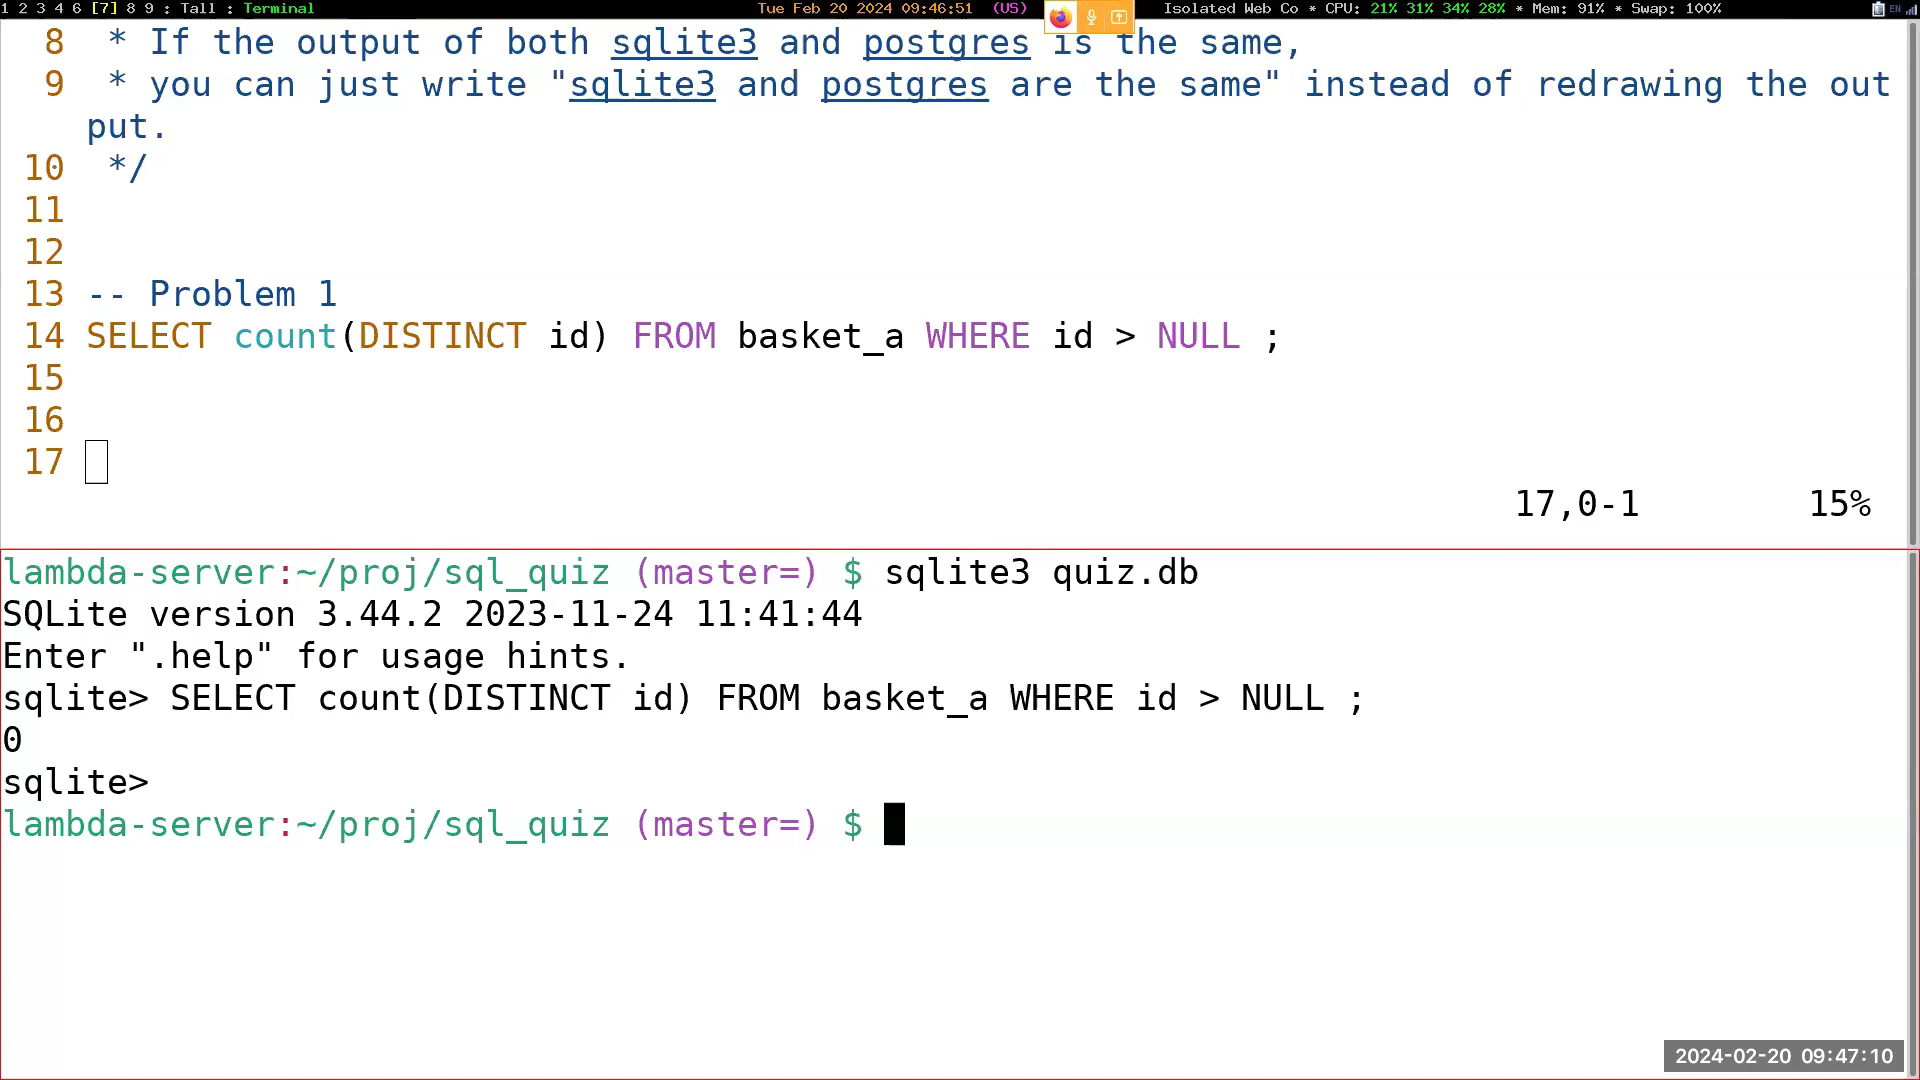 1 2 3 4 6 [7] 8 9 : Tall : Terminal Tue Feb 20 2024 09:46:51 (US) Isolated Web Co * CPU: 21% 31% 34% 28% * Mem: 91% * Swap: 100% EN
8 * If the output of both sqlite3 and postgres is the same,
9 * you can just write "sqlite3 and postgres are the same" instead of redrawing the out
put.
10 */
11
12
13 -- Problem 1
14 SELECT count(DISTINCT id) FROM basket_a WHERE id > NULL ;
15
16
17
17,0-1 15%
lambda-server:~/proj/sql_quiz (master=) $ sqlite3 quiz.db
SQLite version 3.44.2 2023-11-24 11:41:44
Enter ".help" for usage hints.
sqlite> SELECT count(DISTINCT id) FROM basket_a WHERE id > NULL ;
0
sqlite>
lambda-server:~/proj/sql_quiz (master=) $
2024-02-20 09:47:10